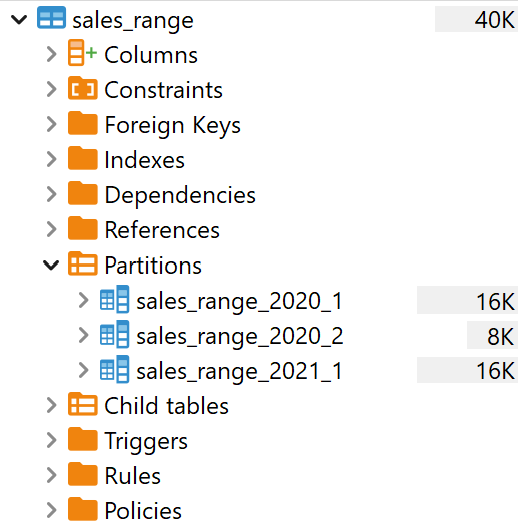 sales_range 40K
Columns
Constraints
Foreign Keys
Indexes
Dependencies
References
Partitions
sales_range_2020_1 16K
sales_range_2020_2 8K
sales_range_2021_1 16K
Child tables
Triggers
Rules
Policies